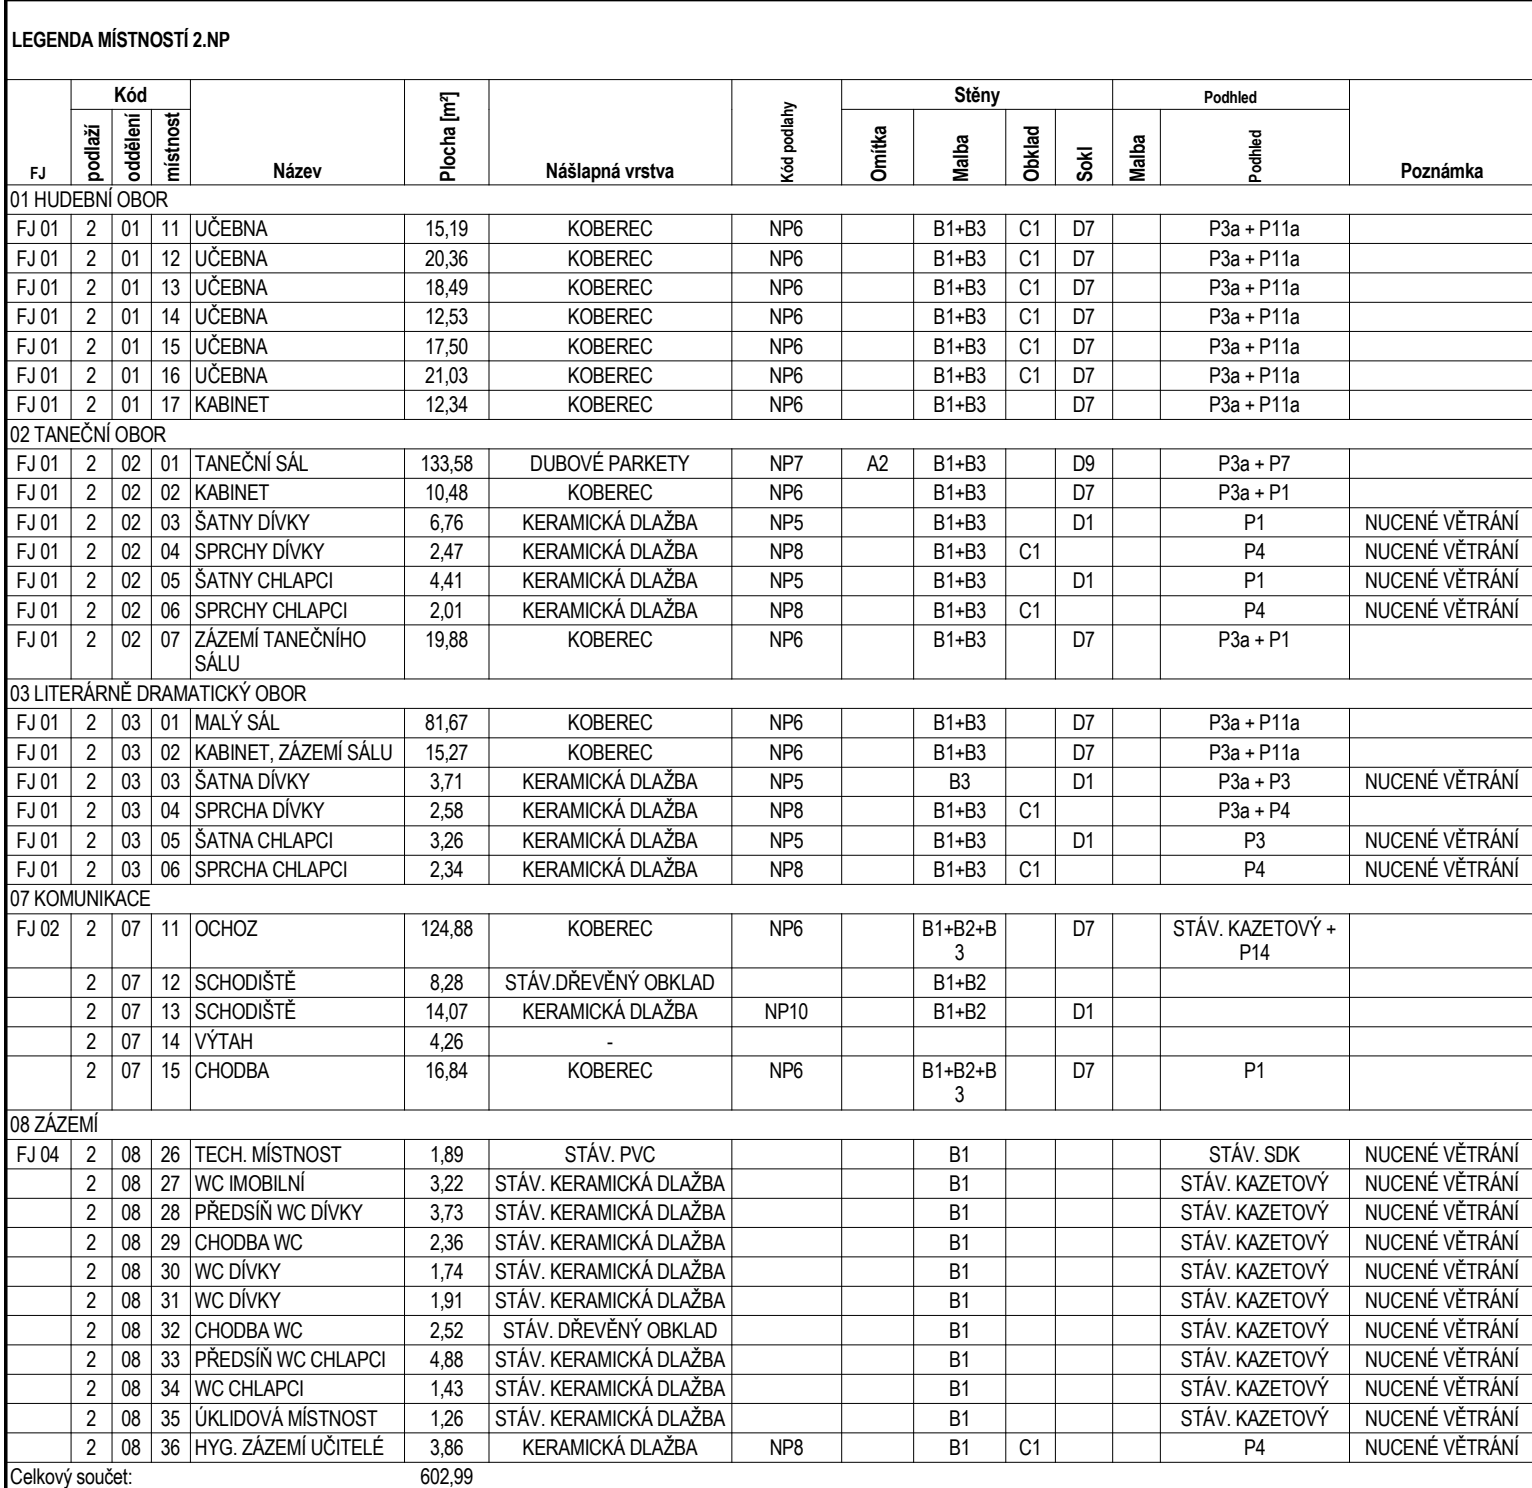 LEGENDA MÍSTNOSTÍ 2.NP
Kód Stěny Podhled
FJ podlaží oddělení místnost Název Plocha [m²] Nášlapná vrstva Kód podlahy Omítka Malba Obklad Sokl Malba Podhled Poznámka
01 HUDEBNÍ OBOR
FJ 01 2 01 11 UČEBNA 15,19 KOBEREC NP6 B1+B3 C1 D7 P3a + P11a
FJ 01 2 01 12 UČEBNA 20,36 KOBEREC NP6 B1+B3 C1 D7 P3a + P11a
FJ 01 2 01 13 UČEBNA 18,49 KOBEREC NP6 B1+B3 C1 D7 P3a + P11a
FJ 01 2 01 14 UČEBNA 12,53 KOBEREC NP6 B1+B3 C1 D7 P3a + P11a
FJ 01 2 01 15 UČEBNA 17,50 KOBEREC NP6 B1+B3 C1 D7 P3a + P11a
FJ 01 2 01 16 UČEBNA 21,03 KOBEREC NP6 B1+B3 C1 D7 P3a + P11a
FJ 01 2 01 17 KABINET 12,34 KOBEREC NP6 B1+B3 D7 P3a + P11a
02 TANEČNÍ OBOR
FJ 01 2 02 01 TANEČNÍ SÁL 133,58 DUBOVÉ PARKETY NP7 A2 B1+B3 D9 P3a + P7
FJ 01 2 02 02 KABINET 10,48 KOBEREC NP6 B1+B3 D7 P3a + P1
FJ 01 2 02 03 ŠATNY DÍVKY 6,76 KERAMICKÁ DLAŽBA NP5 B1+B3 D1 P1 NUCENÉ VĚTRÁNÍ
FJ 01 2 02 04 SPRCHY DÍVKY 2,47 KERAMICKÁ DLAŽBA NP8 B1+B3 C1 P4 NUCENÉ VĚTRÁNÍ
FJ 01 2 02 05 ŠATNY CHLAPCI 4,41 KERAMICKÁ DLAŽBA NP5 B1+B3 D1 P1 NUCENÉ VĚTRÁNÍ
FJ 01 2 02 06 SPRCHY CHLAPCI 2,01 KERAMICKÁ DLAŽBA NP8 B1+B3 C1 P4 NUCENÉ VĚTRÁNÍ
FJ 01 2 02 07 ZÁZEMÍ TANEČNÍHO 19,88 KOBEREC NP6 B1+B3 D7 P3a + P1
SÁLU
03 LITERÁRNĚ DRAMATICKÝ OBOR
FJ 01 2 03 01 MALÝ SÁL 81,67 KOBEREC NP6 B1+B3 D7 P3a + P11a
FJ 01 2 03 02 KABINET, ZÁZEMÍ SÁLU 15,27 KOBEREC NP6 B1+B3 D7 P3a + P11a
FJ 01 2 03 03 ŠATNA DÍVKY 3,71 KERAMICKÁ DLAŽBA NP5 B3 D1 P3a + P3 NUCENÉ VĚTRÁNÍ
FJ 01 2 03 04 SPRCHA DÍVKY 2,58 KERAMICKÁ DLAŽBA NP8 B1+B3 C1 P3a + P4
FJ 01 2 03 05 ŠATNA CHLAPCI 3,26 KERAMICKÁ DLAŽBA NP5 B1+B3 D1 P3 NUCENÉ VĚTRÁNÍ
FJ 01 2 03 06 SPRCHA CHLAPCI 2,34 KERAMICKÁ DLAŽBA NP8 B1+B3 C1 P4 NUCENÉ VĚTRÁNÍ
07 KOMUNIKACE
FJ 02 2 07 11 OCHOZ 124,88 KOBEREC NP6 B1+B2+B D7 STÁV. KAZETOVÝ +
3 P14
2 07 12 SCHODIŠTĚ 8,28 STÁV.DŘEVĚNÝ OBKLAD B1+B2
2 07 13 SCHODIŠTĚ 14,07 KERAMICKÁ DLAŽBA NP10 B1+B2 D1
2 07 14 VÝTAH 4,26 -
2 07 15 CHODBA 16,84 KOBEREC NP6 B1+B2+B D7 P1
3
08 ZÁZEMÍ
FJ 04 2 08 26 TECH. MÍSTNOST 1,89 STÁV. PVC B1 STÁV. SDK NUCENÉ VĚTRÁNÍ
2 08 27 WC IMOBILNÍ 3,22 STÁV. KERAMICKÁ DLAŽBA B1 STÁV. KAZETOVÝ NUCENÉ VĚTRÁNÍ
2 08 28 PŘEDSÍŇ WC DÍVKY 3,73 STÁV. KERAMICKÁ DLAŽBA B1 STÁV. KAZETOVÝ NUCENÉ VĚTRÁNÍ
2 08 29 CHODBA WC 2,36 STÁV. KERAMICKÁ DLAŽBA B1 STÁV. KAZETOVÝ NUCENÉ VĚTRÁNÍ
2 08 30 WC DÍVKY 1,74 STÁV. KERAMICKÁ DLAŽBA B1 STÁV. KAZETOVÝ NUCENÉ VĚTRÁNÍ
2 08 31 WC DÍVKY 1,91 STÁV. KERAMICKÁ DLAŽBA B1 STÁV. KAZETOVÝ NUCENÉ VĚTRÁNÍ
2 08 32 CHODBA WC 2,52 STÁV. DŘEVĚNÝ OBKLAD B1 STÁV. KAZETOVÝ NUCENÉ VĚTRÁNÍ
2 08 33 PŘEDSÍŇ WC CHLAPCI 4,88 STÁV. KERAMICKÁ DLAŽBA B1 STÁV. KAZETOVÝ NUCENÉ VĚTRÁNÍ
2 08 34 WC CHLAPCI 1,43 STÁV. KERAMICKÁ DLAŽBA B1 STÁV. KAZETOVÝ NUCENÉ VĚTRÁNÍ
2 08 35 ÚKLIDOVÁ MÍSTNOST 1,26 STÁV. KERAMICKÁ DLAŽBA B1 STÁV. KAZETOVÝ NUCENÉ VĚTRÁNÍ
2 08 36 HYG. ZÁZEMÍ UČITELÉ 3,86 KERAMICKÁ DLAŽBA NP8 B1 C1 P4 NUCENÉ VĚTRÁNÍ
Celkový součet: 602,99